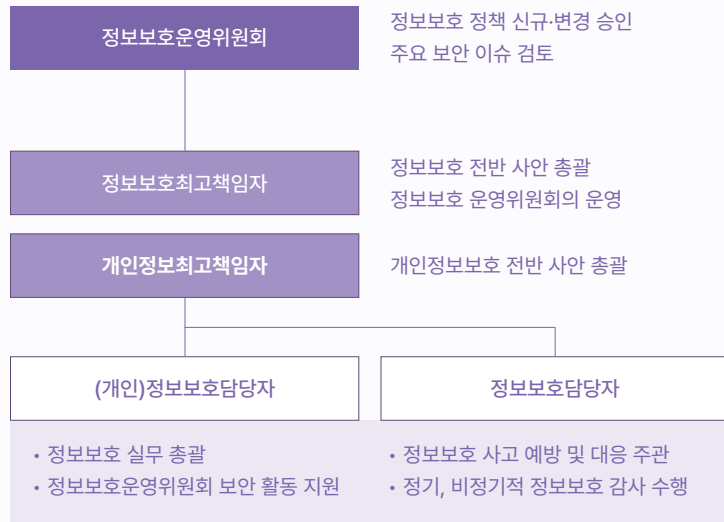 정보보호운영위원회
정보보호 정책 신규·변경 승인
주요 보안 이슈 검토
정보보호최고책임자
정보보호 전반 사안 총괄
정보보호 운영위원회의 운영
개인정보최고책임자
개인정보보호 전반 사안 총괄
(개인)정보보호담당자
• 정보보호 실무 총괄
• 정보보호운영위원회 보안 활동 지원
정보보호담당자
• 정보보호 사고 예방 및 대응 주관
• 정기, 비정기적 정보보호 감사 수행